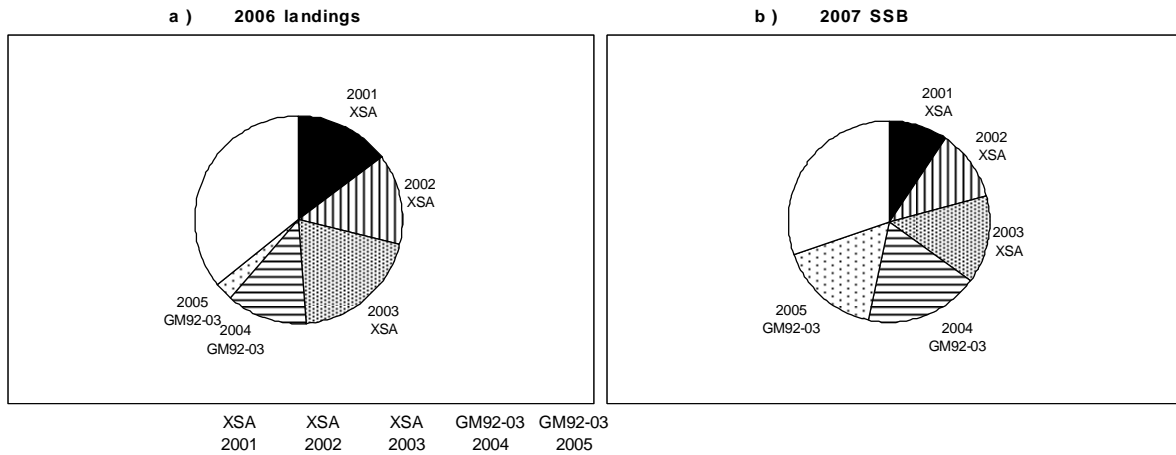 a ) 2006 landings
2001
XSA
2002
XSA
2003
XSA
2004
GM92-03
2005
GM92-03
b ) 2007 SSB
2001
XSA
2002
XSA
2003
XSA
2004
GM92-03
2005
GM92-03
XSA XSA XSA GM92-03 GM92-03
2001 2002 2003 2004 2005